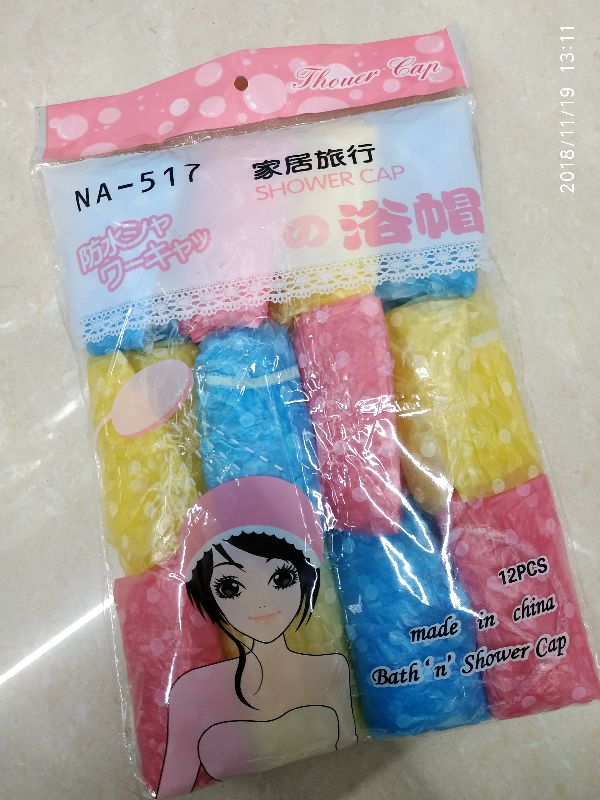 Thouer Cap
NA-517
家居旅行
SHOWER CAP
防水シャ
ワーキャッ
の浴帽
12PCS
made in china
Bath 'n' Shower Cap
2018/11/19 13:11